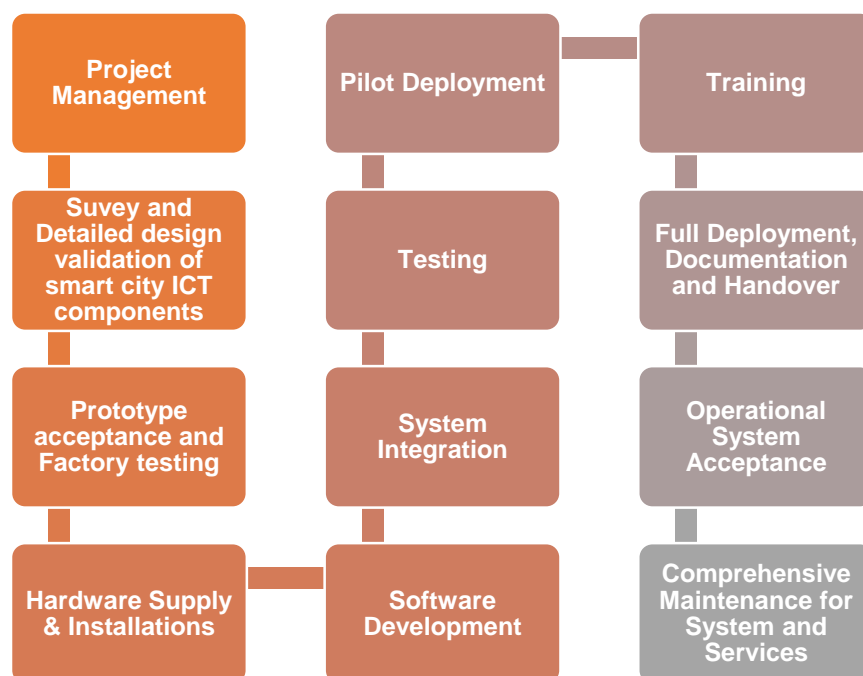 Project
Management
Suvey and
Detailed design
validation of
smart city ICT
components
Prototype
acceptance and
Factory testing
Hardware Supply
& Installations
Software
Development
System
Integration
Testing
Pilot Deployment
Training
Full Deployment,
Documentation
and Handover
Operational
System
Acceptance
Comprehensive
Maintenance for
System and
Services